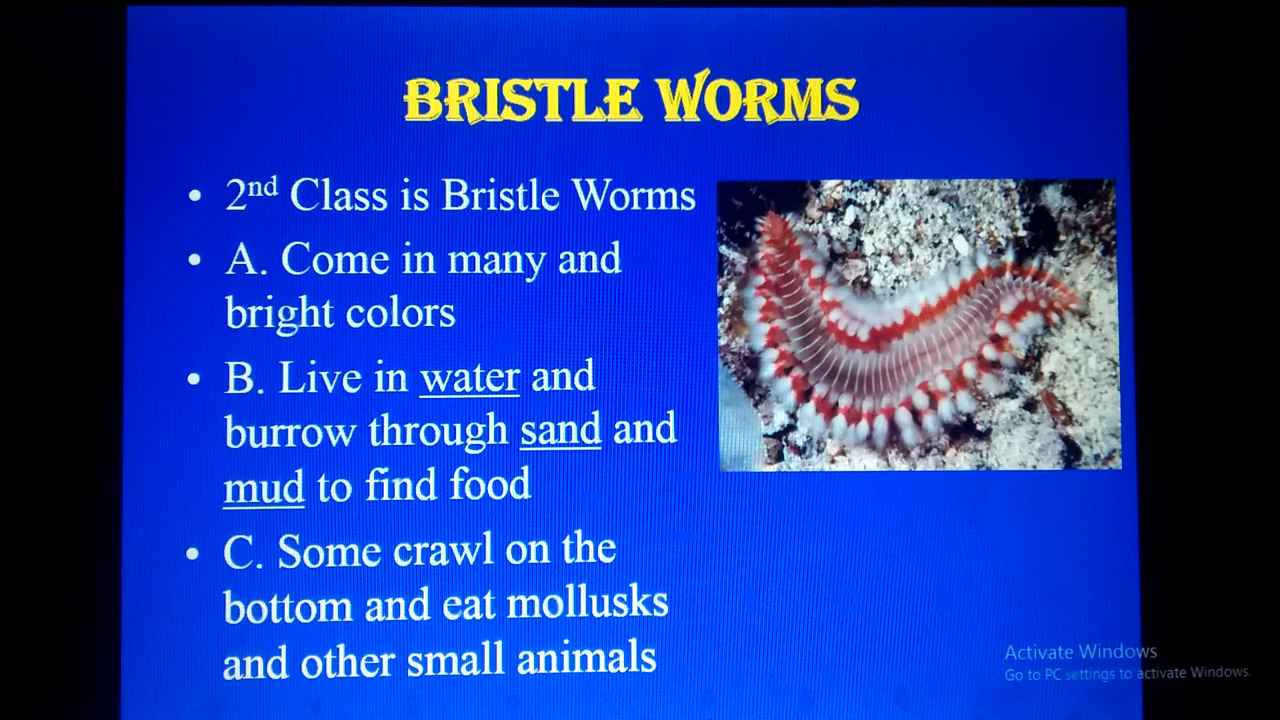 BRISTLE WORMS
• 2nd Class is Bristle Worms
• A. Come in many and
bright colors
• B. Live in water and
burrow through sand and
mud to find food
• C. Some crawl on the
bottom and eat mollusks
and other small animals
Activate Windows
Go to PC settings to activate Windows.